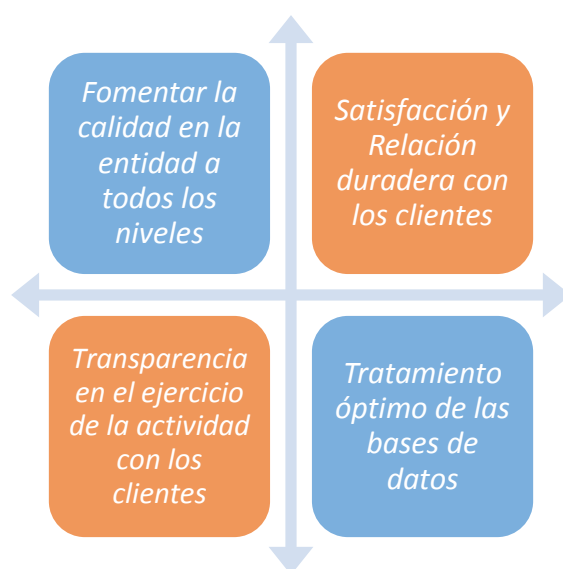 Fomentar la
calidad en la
entidad a
todos los
niveles
Satisfacción y
Relación
duradera con
los clientes
Transparencia
en el ejercicio
de la actividad
con los
clientes
Tratamiento
óptimo de las
bases de
datos